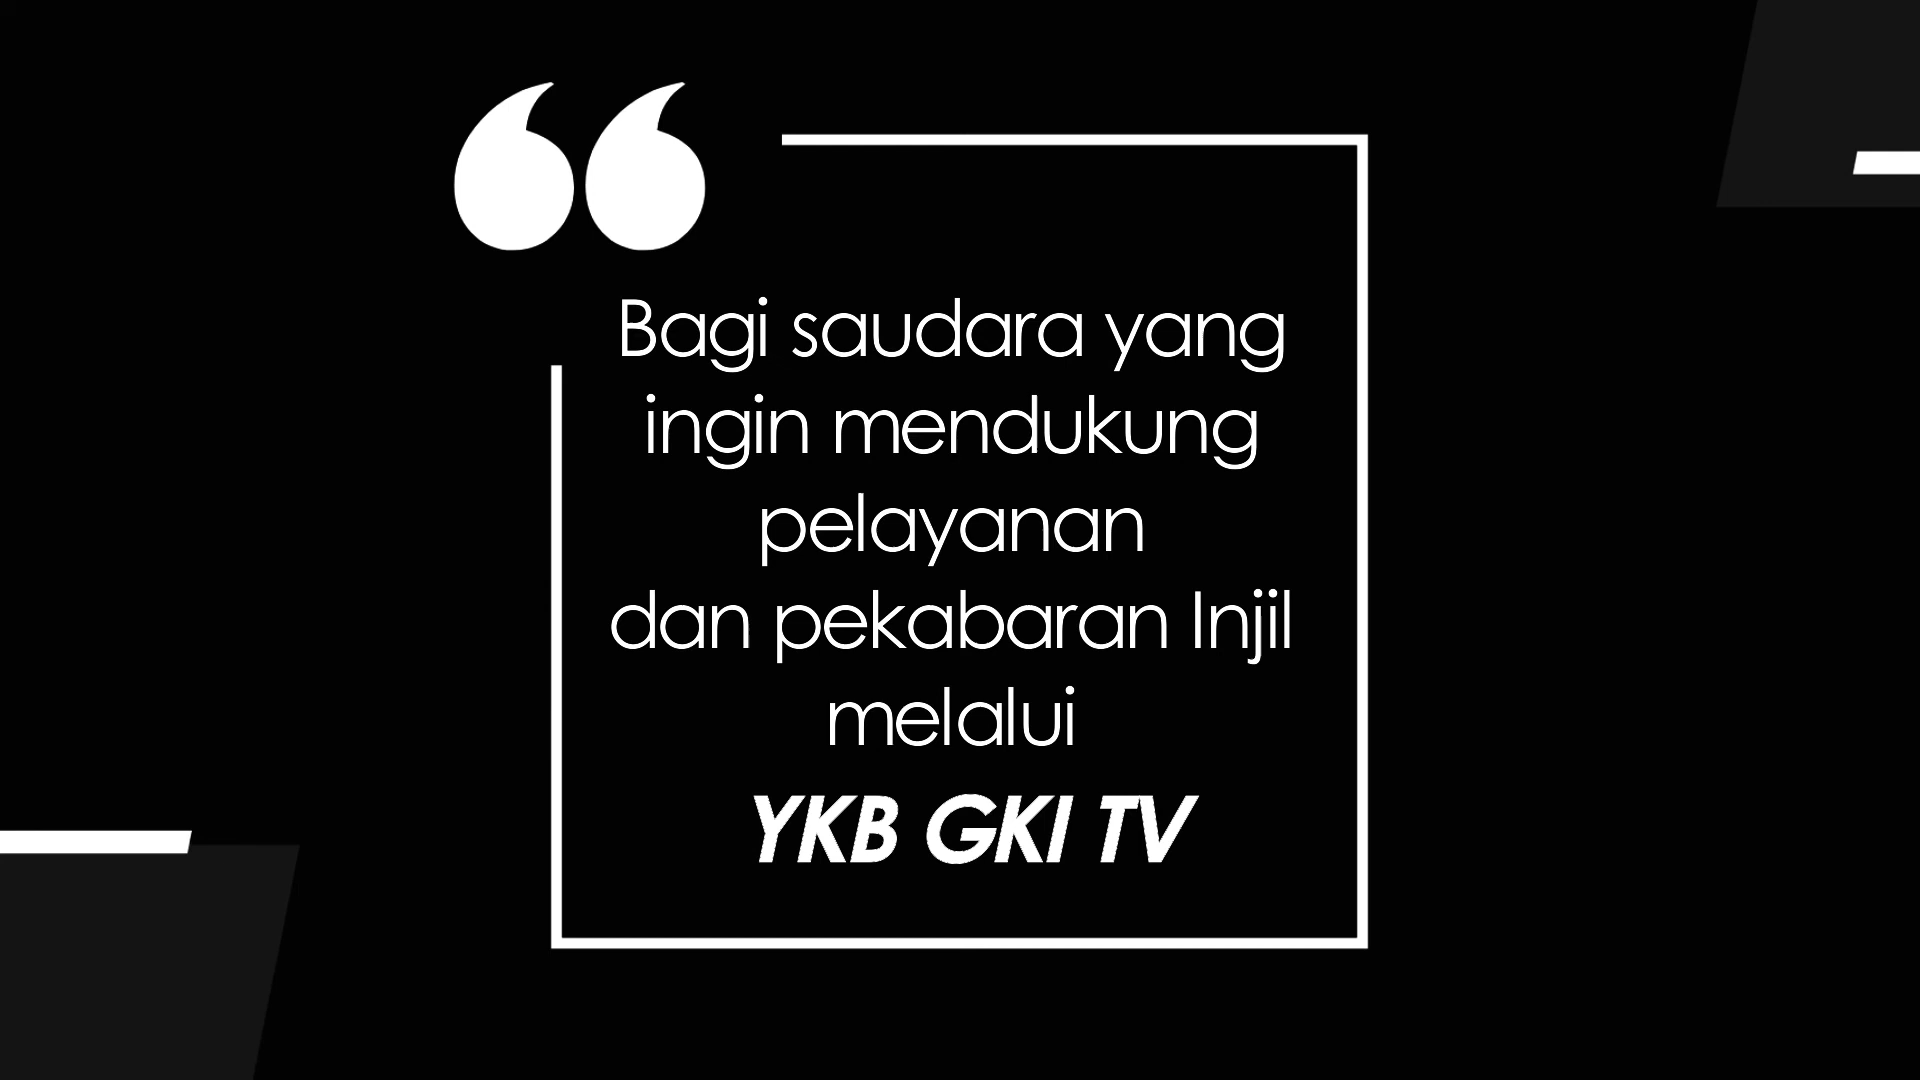 Bagi saudara yang
ingin mendukung
pelayanan
dan pekabaran Injil
melalui
YKB GKI TV